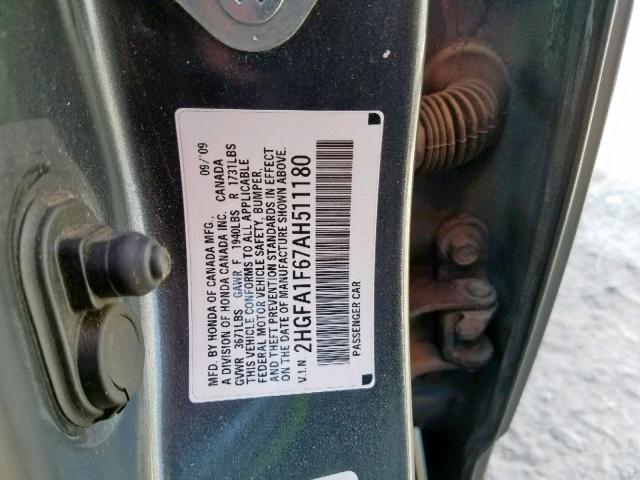 MFD. BY HONDA OF CANADA MFG., 09/'09
A DIVISION OF HONDA CANADA INC. CANADA
GVWR 3671LBS GAWR F 1940LBS R 1731LBS
THIS VEHICLE CONFORMS TO ALL APPLICABLE
FEDERAL MOTOR VEHICLE SAFETY, BUMPER,
AND THEFT PREVENTION STANDARDS IN EFFECT
ON THE DATE OF MANUFACTURE SHOWN ABOVE.
V.I.N. 2HGFA1F67AH511180
PASSENGER CAR